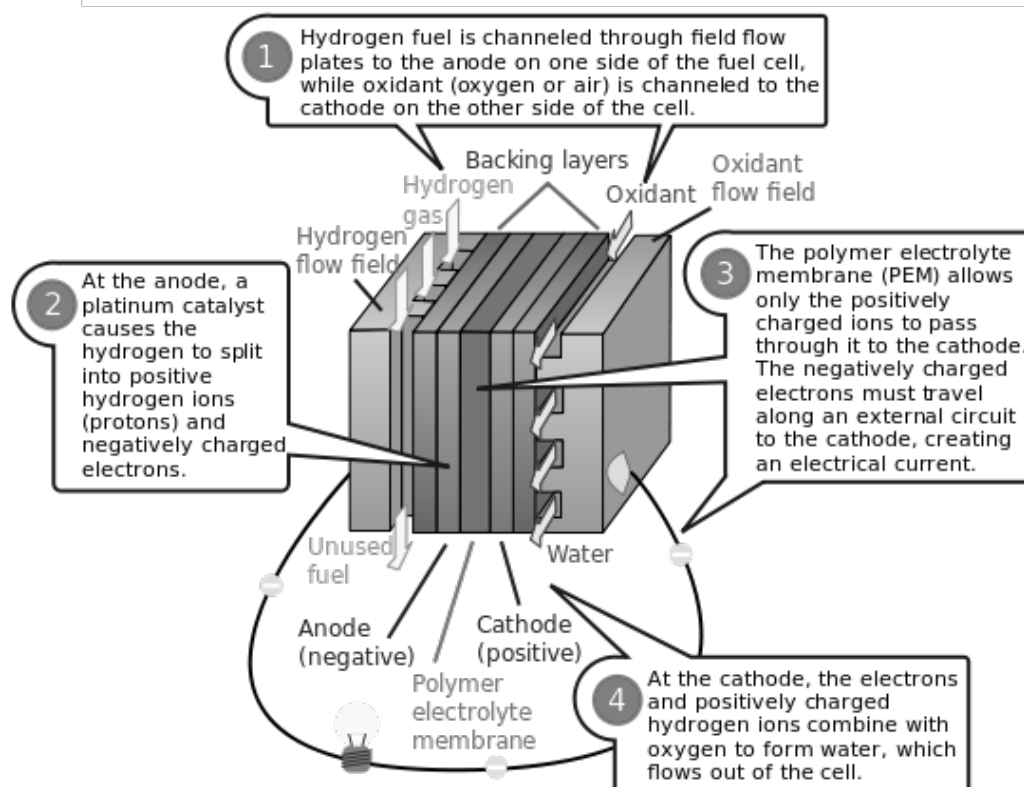 1
Hydrogen fuel is channeled through field flow
plates to the anode on one side of the fuel cell,
while oxidant (oxygen or air) is channeled to the
cathode on the other side of the cell.
Backing layers
Oxidant
flow field
Hydrogen
gas
Oxidant
Hydrogen
flow field
2
At the anode, a
platinum catalyst
causes the
hydrogen to split
into positive
hydrogen ions
(protons) and
negatively charged
electrons.
3
The polymer electrolyte
membrane (PEM) allows
only the positively
charged ions to pass
through it to the cathode.
The negatively charged
electrons must travel
along an external circuit
to the cathode, creating
an electrical current.
Unused
fuel
Water
Anode
(negative)
Cathode
(positive)
Polymer
electrolyte
membrane
4
At the cathode, the electrons
and positively charged
hydrogen ions combine with
oxygen to form water, which
flows out of the cell.